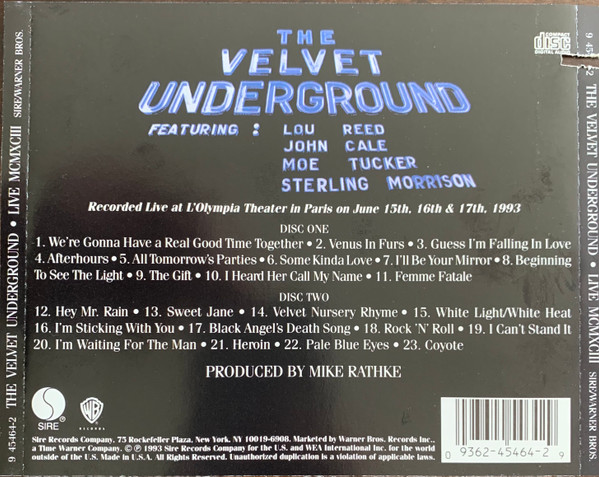 THE
VELVET
UNDERGROUND
FEATURING : LOU REED
JOHN CALE
MOE TUCKER
STERLING MORRISON
Recorded Live at L'Olympia Theater in Paris on June 15th, 16th & 17th, 1993
DISC ONE
1. We're Gonna Have a Real Good Time Together • 2. Venus In Furs • 3. Guess I'm Falling In Love
4. Afterhours • 5. All Tomorrow's Parties • 6. Some Kinda Love • 7. I'll Be Your Mirror • 8. Beginning
To See The Light • 9. The Gift • 10. I Heard Her Call My Name • 11. Femme Fatale
DISC TWO
12. Hey Mr. Rain • 13. Sweet Jane • 14. Velvet Nursery Rhyme • 15. White Light/White Heat
16. I'm Sticking With You • 17. Black Angel's Death Song • 18. Rock 'N' Roll • 19. I Can't Stand It
20. I'm Waiting For The Man • 21. Heroin • 22. Pale Blue Eyes • 23. Coyote
PRODUCED BY MIKE RATHKE
SIRE
WB
RECORDS
Sire Records Company, 75 Rockefeller Plaza, New York, NY 10019-6908. Marketed by Warner Bros. Records Inc.,
a Time Warner Company. © ℗ 1993 Sire Records Company for the U.S. and WEA International Inc. for the world
outside of the U.S. Made in U.S.A. All Rights Reserved. Unauthorized duplication is a violation of applicable laws.
0 9362-45464-2 9
COMPACT
disc
DIGITAL AUDIO
9 45464-2 THE VELVET UNDERGROUND • LIVE MCMXCIII SIRE/WARNER BROS.
THE VELVET UNDERGROUND • LIVE MCMXCIII SIRE/WARNER BROS.